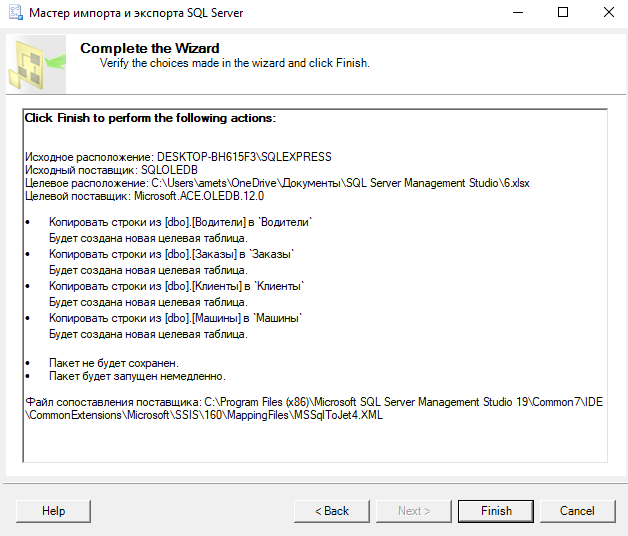 Мастер импорта и экспорта SQL Server
Complete the Wizard
Verify the choices made in the wizard and click Finish.
Click Finish to perform the following actions:
Исходное расположение: DESKTOP-BH615F3\SQLEXPRESS
Исходный поставщик: SQLOLEDB
Целевое расположение: C:\Users\amets\OneDrive\Документы\SQL Server Management Studio\6.xlsx
Целевой поставщик: Microsoft.ACE.OLEDB.12.0
• Копировать строки из [dbo].[Водители] в `Водители`
Будет создана новая целевая таблица.
• Копировать строки из [dbo].[Заказы] в `Заказы`
Будет создана новая целевая таблица.
• Копировать строки из [dbo].[Клиенты] в `Клиенты`
Будет создана новая целевая таблица.
• Копировать строки из [dbo].[Машины] в `Машины`
Будет создана новая целевая таблица.
• Пакет не будет сохранен.
• Пакет будет запущен немедленно.
Файл сопоставления поставщика: C:\Program Files (x86)\Microsoft SQL Server Management Studio 19\Common7\IDE
\CommonExtensions\Microsoft\SSIS\160\MappingFiles\MSSqlToJet4.XML
Help
< Back
Next >
Finish
Cancel